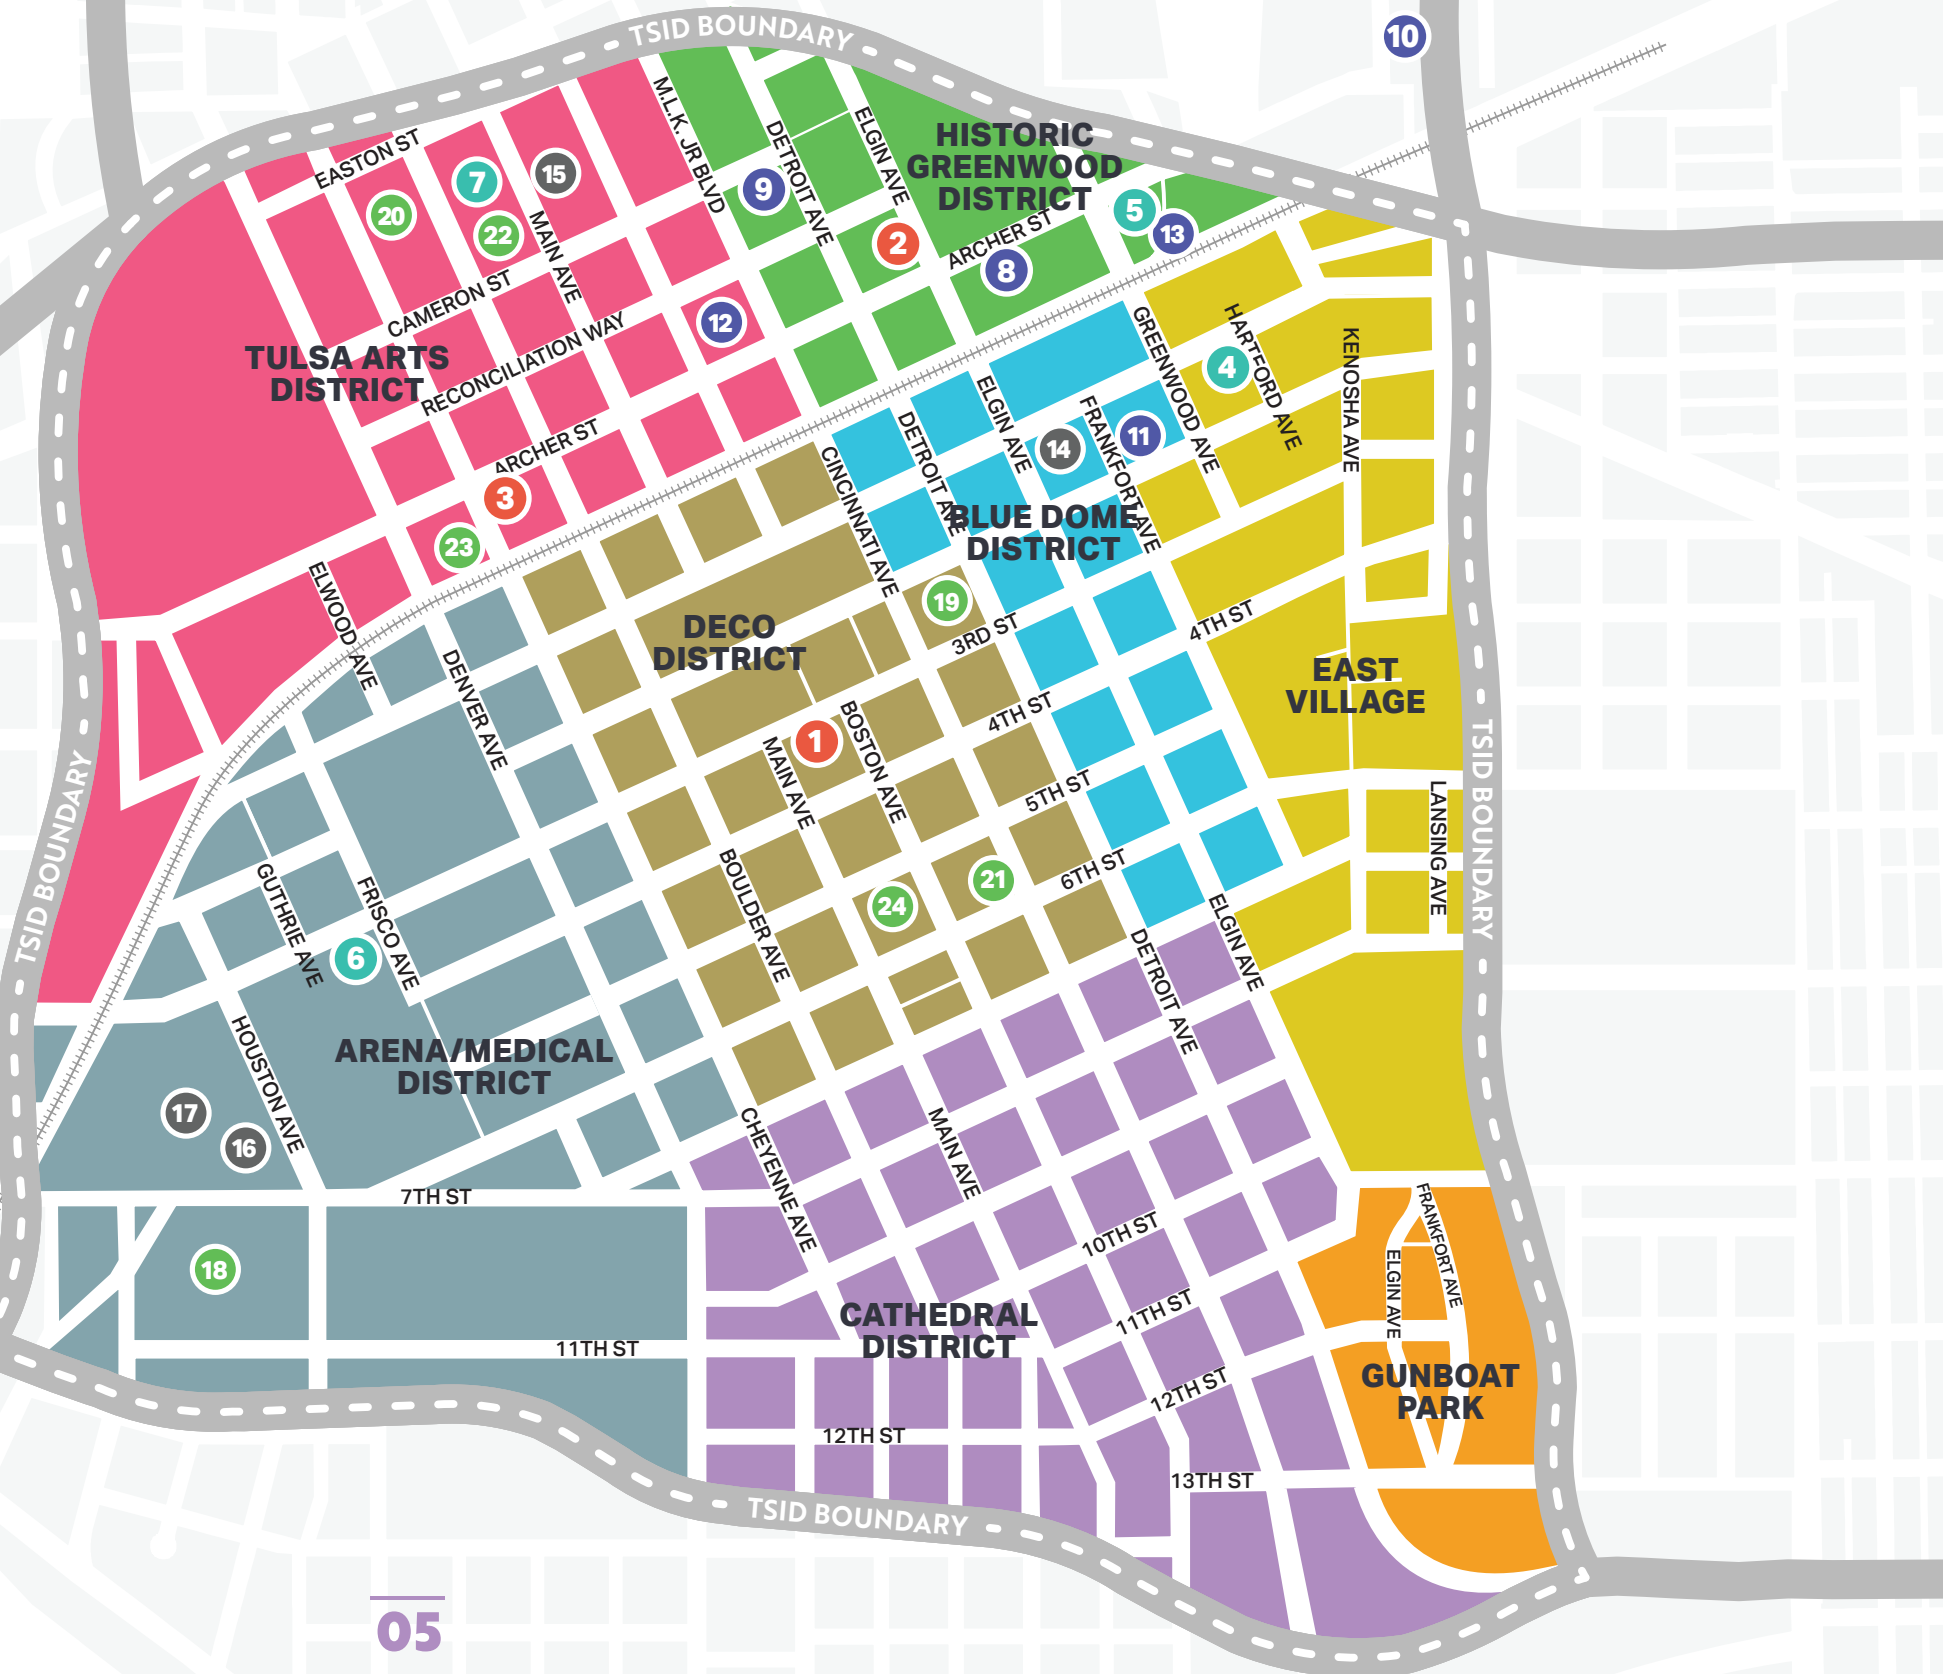 TSID BOUNDARY
10
M.L.K. JR BLVD
DETROIT AVE
ELGIN AVE
HISTORIC
GREENWOOD
DISTRICT
EASTON ST
7
15
20
22
9
2
5
13
8
ARCHER ST
MAIN AVE
CAMERON ST
RECONCILIATION WAY
12
TULSA ARTS
DISTRICT
ARCHER ST
3
23
GREENWOOD AVE
HARTFORD AVE
KENOSHA AVE
4
CINCINNATI AVE
DETROIT AVE
ELGIN AVE
FRANKFORT AVE
14
11
BLUE DOME
DISTRICT
ELWOOD AVE
DENVER AVE
DECO
DISTRICT
19
3RD ST
4TH ST
4TH ST
EAST
VILLAGE
TSID BOUNDARY
TSID BOUNDARY
1
MAIN AVE
BOSTON AVE
5TH ST
6TH ST
LANSING AVE
BOULDER AVE
24
21
GUTHRIE AVE
FRISCO AVE
6
DETROIT AVE
ELGIN AVE
ARENA/MEDICAL
DISTRICT
HOUSTON AVE
17
16
CHEYENNE AVE
MAIN AVE
7TH ST
18
10TH ST
FRANKFORT AVE
ELGIN AVE
11TH ST
CATHEDRAL
DISTRICT
11TH ST
GUNBOAT
PARK
12TH ST
12TH ST
13TH ST
TSID BOUNDARY
05